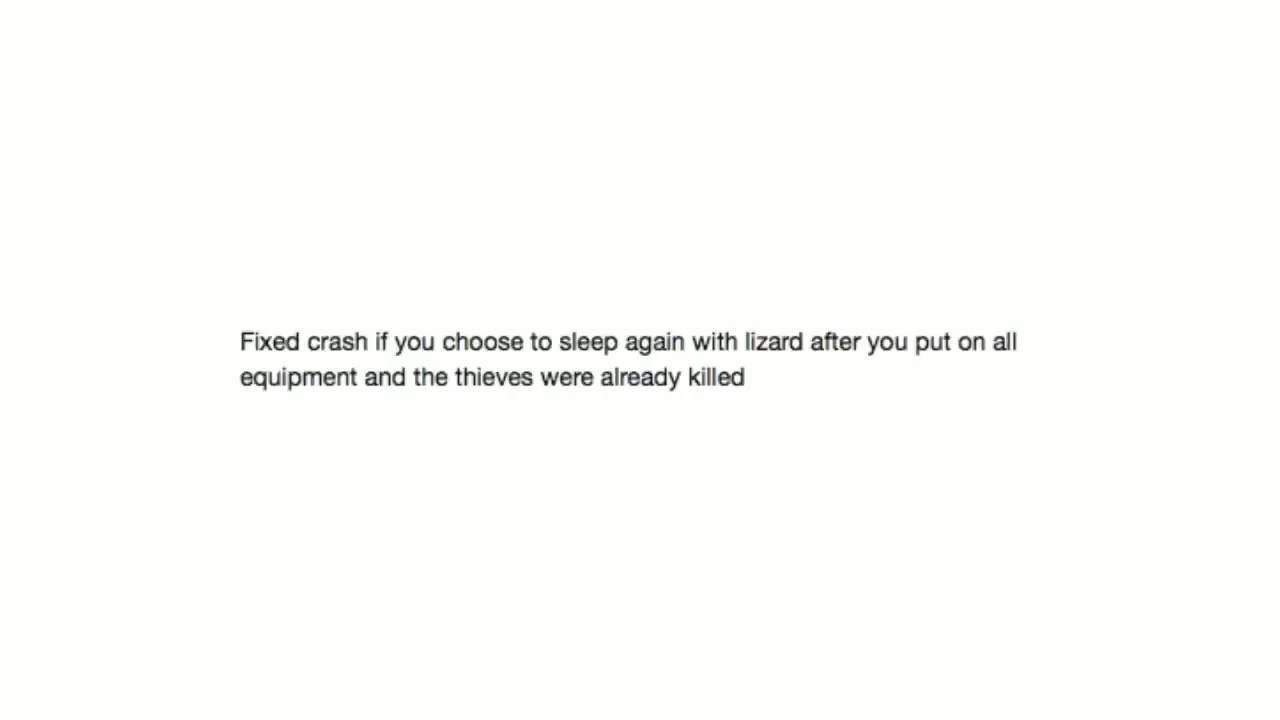 Fixed crash if you choose to sleep again with lizard after you put on all
equipment and the thieves were already killed